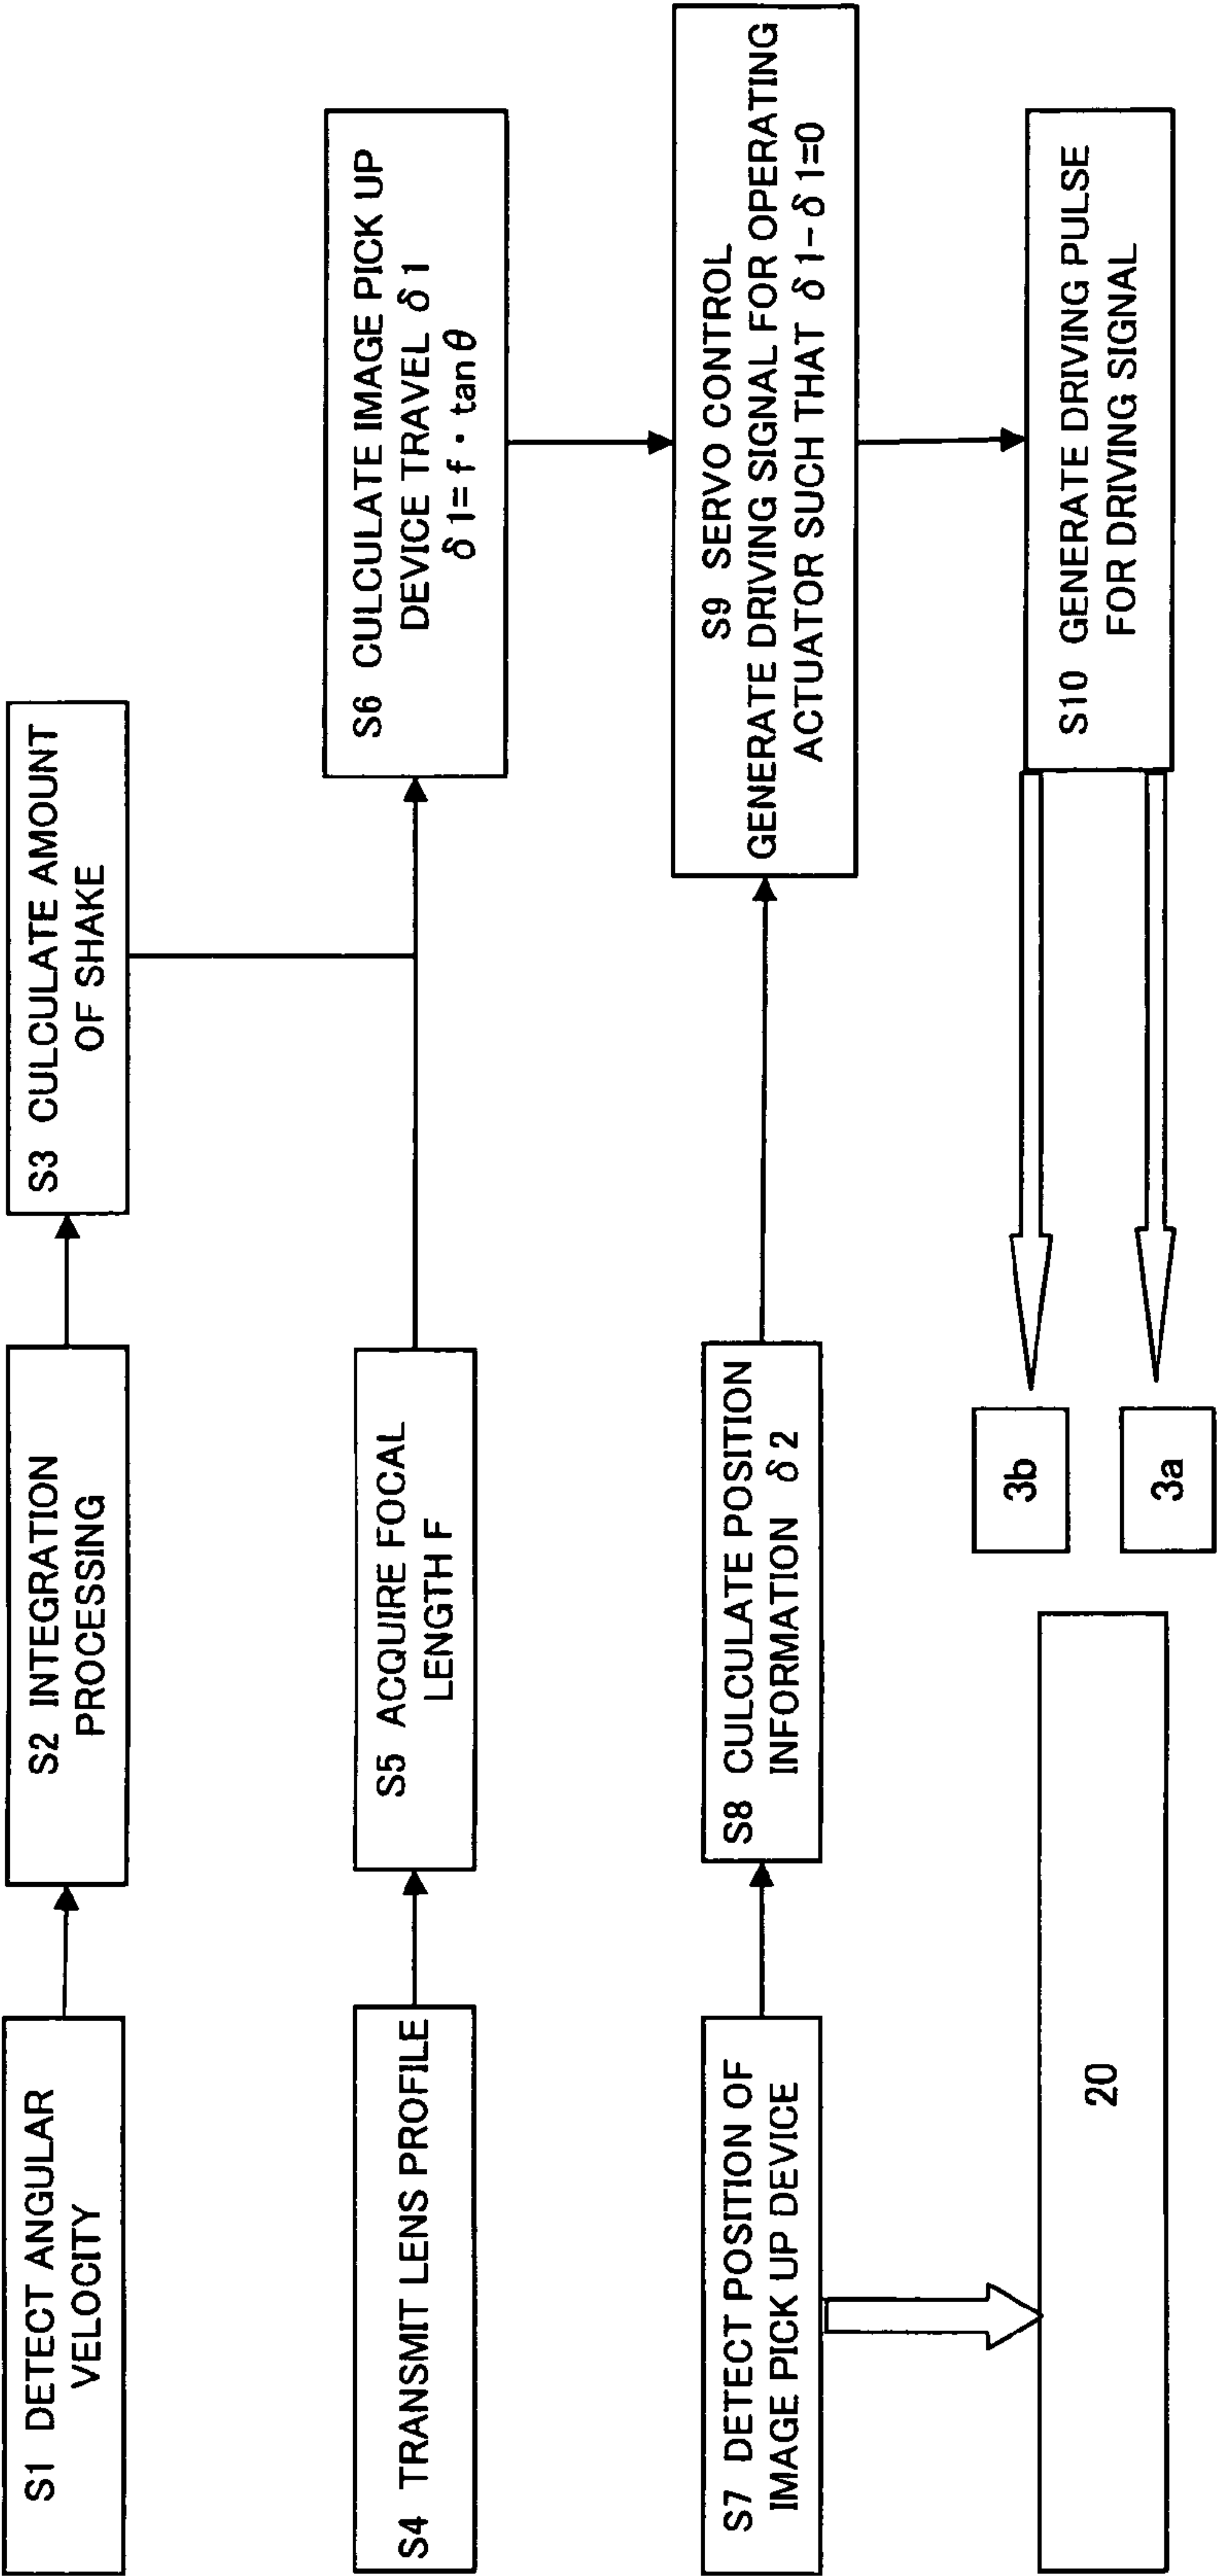 S1 DETECT ANGULAR
VELOCITY
S2 INTEGRATION
PROCESSING
S3 CULCULATE AMOUNT
OF SHAKE
S4 TRANSMIT LENS PROFILE
S5 ACQUIRE FOCAL
LENGTH F
S6 CULCULATE IMAGE PICK UP
DEVICE TRAVEL δ1
δ1=f・tanθ
S7 DETECT POSITION OF
IMAGE PICK UP DEVICE
S8 CULCULATE POSITION
INFORMATION δ2
S9 SERVO CONTROL
GENERATE DRIVING SIGNAL FOR OPERATING
ACTUATOR SUCH THAT δ1-δ1=0
S10 GENERATE DRIVING PULSE
FOR DRIVING SIGNAL
3b
3a
20